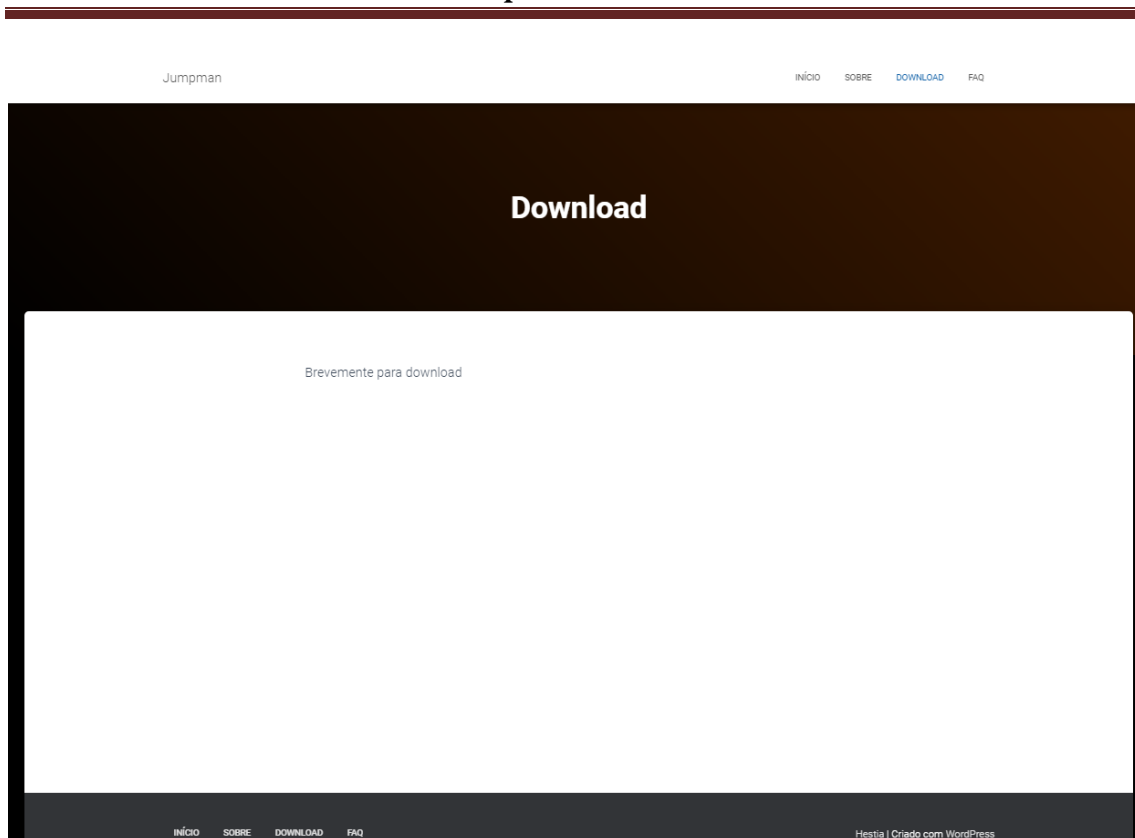 Jumpman
INÍCIO SOBRE DOWNLOAD FAQ
Download
Brevemente para download
INÍCIO SOBRE DOWNLOAD FAQ
Hestia | Criado com WordPress